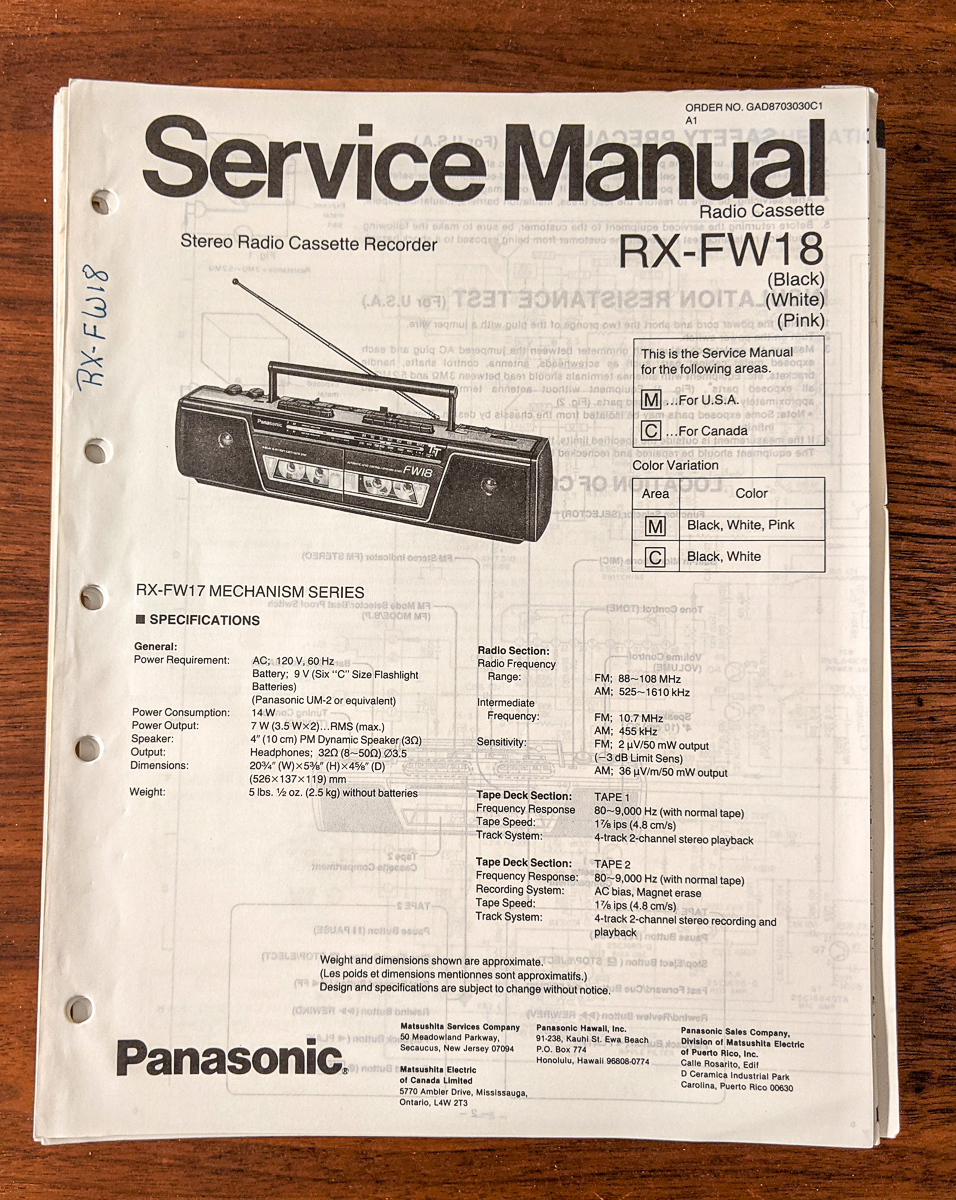 ORDER NO. GAD8703030C1
A1
Service Manual
Radio Cassette
Stereo Radio Cassette Recorder
RX-FW18
(Black)
(White)
(Pink)
RX-FW18
This is the Service Manual
for the following areas.
M ...For U.S.A.
C ...For Canada
Color Variation
Area Color
M Black, White, Pink
C Black, White
Panasonic
FW18
RX-FW17 MECHANISM SERIES
■ SPECIFICATIONS
General:
Power Requirement: AC; 120 V, 60 Hz
Battery; 9 V (Six "C" Size Flashlight
Batteries)
(Panasonic UM-2 or equivalent)
Power Consumption: 14 W
Power Output: 7 W (3.5 W×2)...RMS (max.)
Speaker: 4″ (10 cm) PM Dynamic Speaker (3Ω)
Output: Headphones; 32Ω (8~50Ω) Ø3.5
Dimensions: 20¾″ (W)×5⅜″ (H)×4⅝″ (D)
(526×137×119) mm
Weight: 5 lbs. ½ oz. (2.5 kg) without batteries
Radio Section:
Radio Frequency
Range: FM; 88~108 MHz
AM; 525~1610 kHz
Intermediate
Frequency: FM; 10.7 MHz
AM; 455 kHz
Sensitivity: FM; 2 μV/50 mW output
(−3 dB Limit Sens)
AM; 36 μV/m/50 mW output
Tape Deck Section: TAPE 1
Frequency Response 80~9,000 Hz (with normal tape)
Tape Speed: 1⅞ ips (4.8 cm/s)
Track System: 4-track 2-channel stereo playback
Tape Deck Section: TAPE 2
Frequency Response: 80~9,000 Hz (with normal tape)
Recording System: AC bias, Magnet erase
Tape Speed: 1⅞ ips (4.8 cm/s)
Track System: 4-track 2-channel stereo recording and
playback
Weight and dimensions shown are approximate.
(Les poids et dimensions mentionnes sont approximatifs.)
Design and specifications are subject to change without notice.
Panasonic®
Matsushita Services Company
50 Meadowland Parkway,
Secaucus, New Jersey 07094
Matsushita Electric
of Canada Limited
5770 Ambler Drive, Mississauga,
Ontario, L4W 2T3
Panasonic Hawaii, Inc.
91-238, Kauhi St. Ewa Beach
P.O. Box 774
Honolulu, Hawaii 96808-0774
Panasonic Sales Company,
Division of Matsushita Electric
of Puerto Rico, Inc.
Calle Rosarito, Edif
D Ceramica Industrial Park
Carolina, Puerto Rico 00630